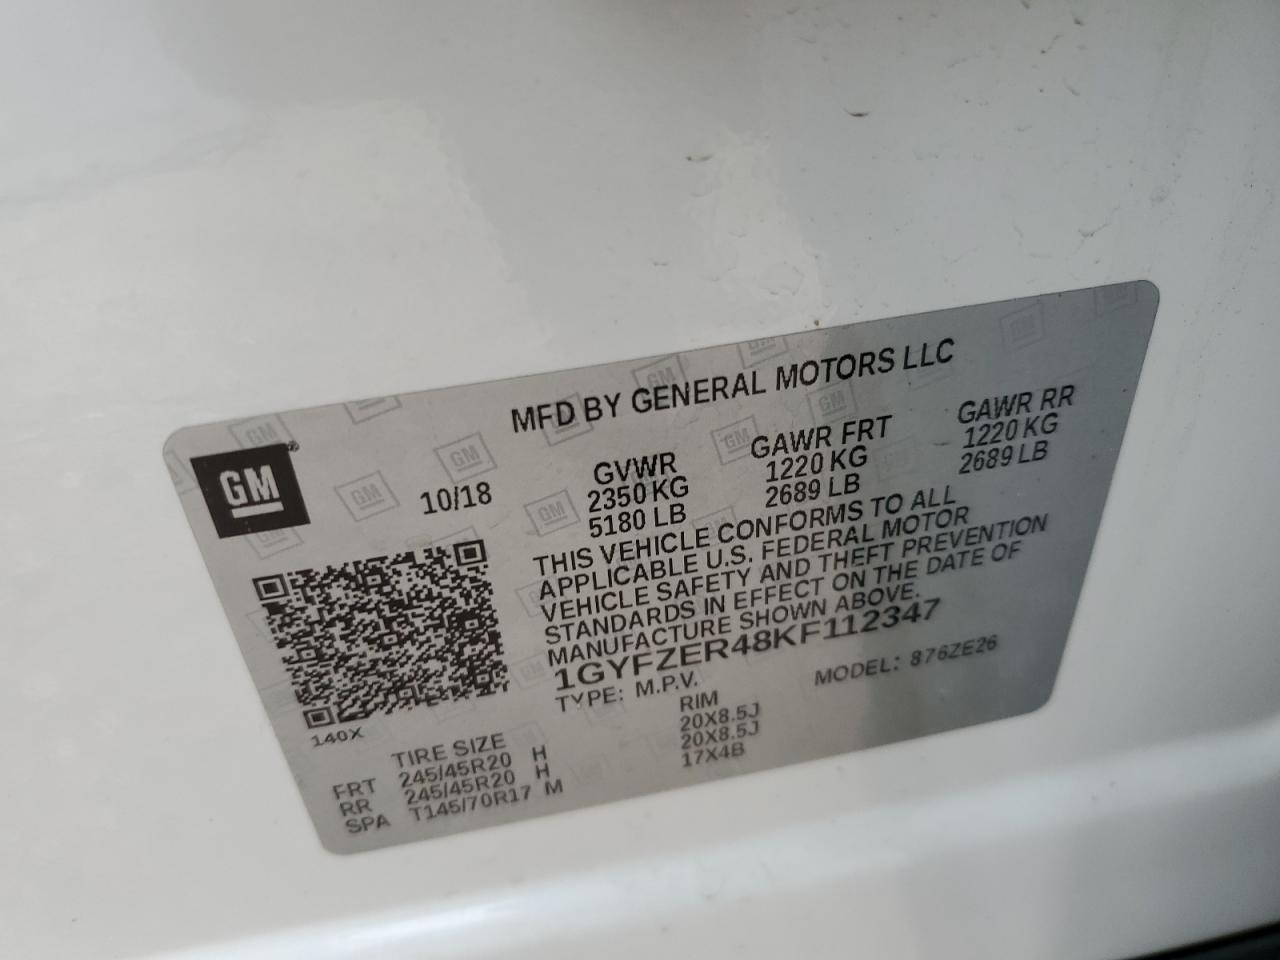 MFD BY GENERAL MOTORS LLC
GM
10/18
GVWR
2350 KG
5180 LB
GAWR FRT
1220 KG
2689 LB
GAWR RR
1220 KG
2689 LB
THIS VEHICLE CONFORMS TO ALL
APPLICABLE U.S. FEDERAL MOTOR
VEHICLE SAFETY AND THEFT PREVENTION
STANDARDS IN EFFECT ON THE DATE OF
MANUFACTURE SHOWN ABOVE.
1GYFZER48KF112347
TYPE: M.P.V.
MODEL: 876ZE26
140X
TIRE SIZE RIM
FRT 245/45R20 H 20X8.5J
RR 245/45R20 H 20X8.5J
SPA T145/70R17 M 17X4B